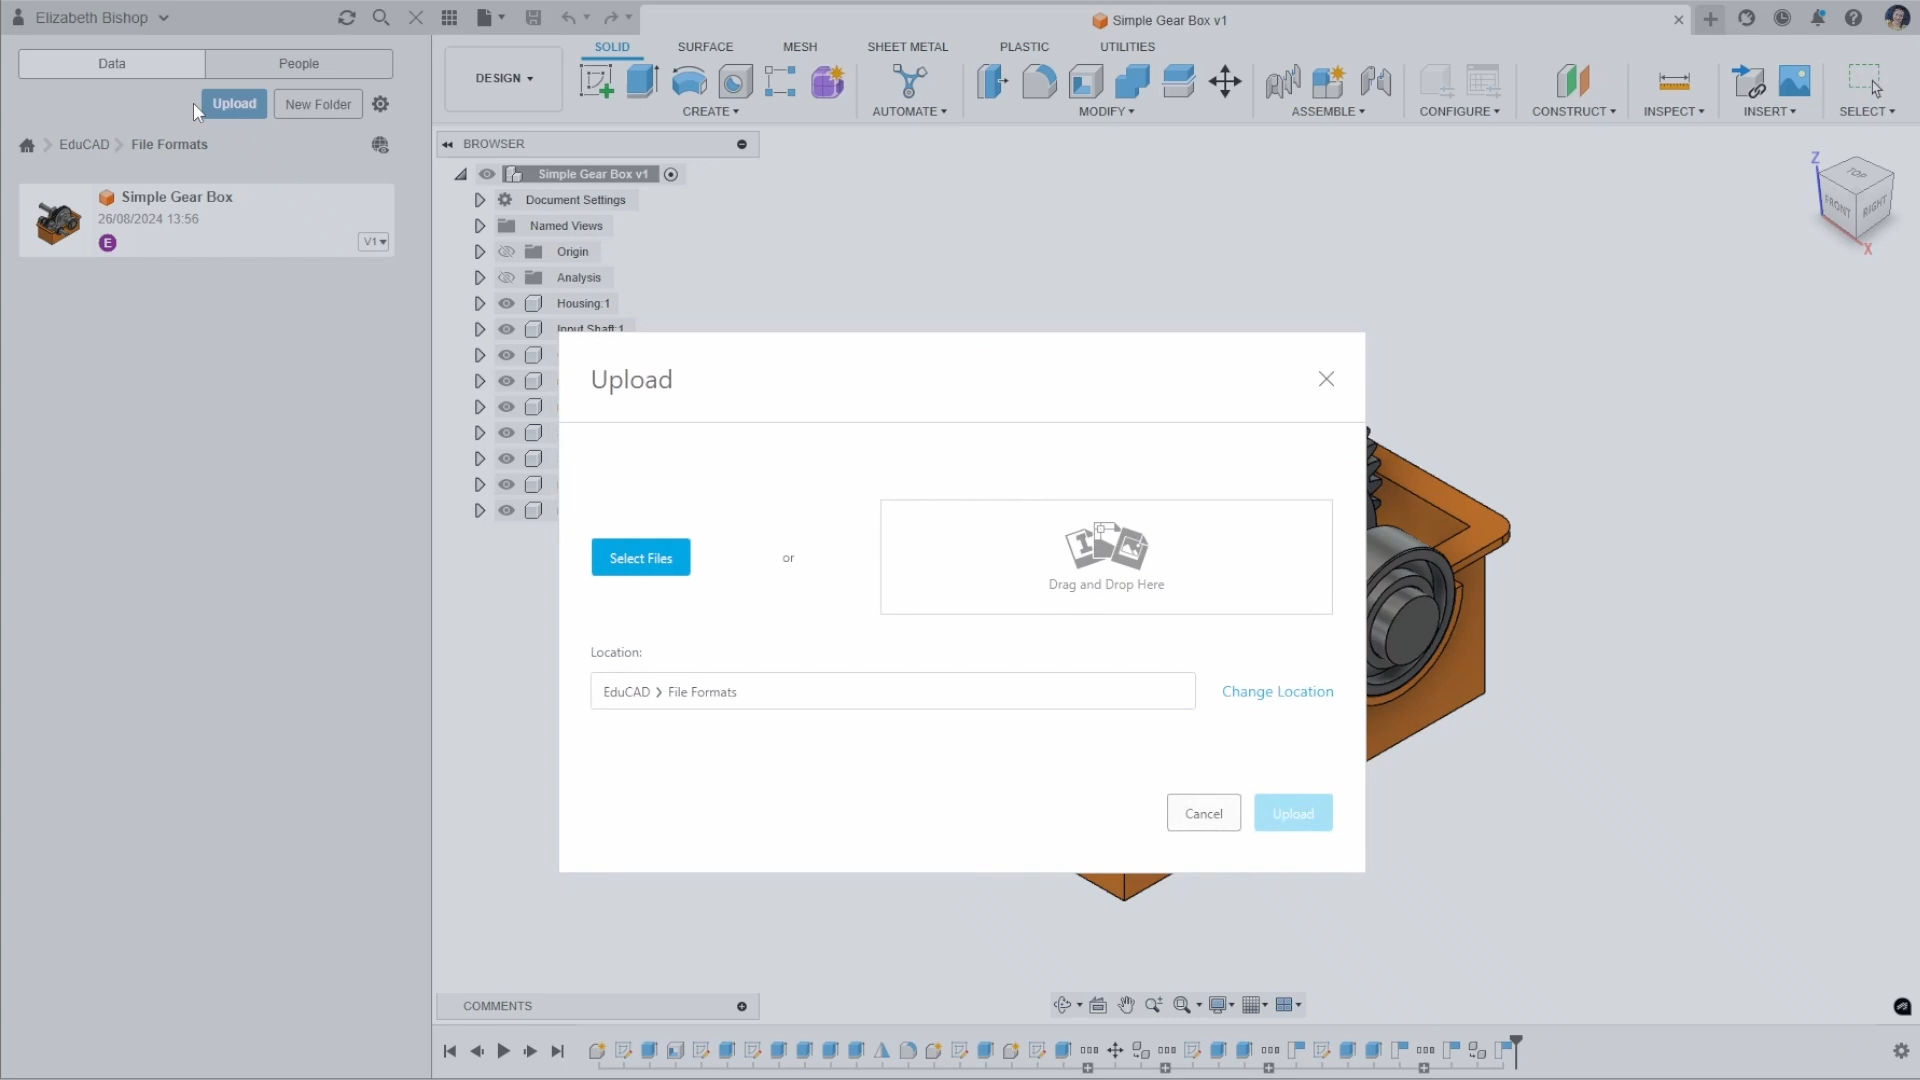 Elizabeth Bishop
Simple Gear Box v1
Data
People
Upload
New Folder
EduCAD
File Formats
Simple Gear Box
26/08/2024 13:56
E
V1
DESIGN
SOLID
SURFACE
MESH
SHEET METAL
PLASTIC
UTILITIES
CREATE
AUTOMATE
MODIFY
ASSEMBLE
CONFIGURE
CONSTRUCT
INSPECT
INSERT
SELECT
BROWSER
Simple Gear Box v1
Document Settings
Named Views
Origin
Analysis
Housing:1
Input Shaft:1
Z
TOP
FRONT
RIGHT
X
Upload
Select Files
or
Drag and Drop Here
Location:
EduCAD > File Formats
Change Location
Cancel
Upload
COMMENTS